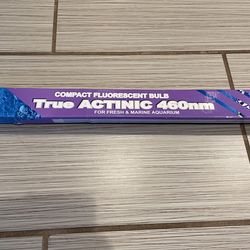 COMPACT FLUORESCENT BULB
True ACTINIC 460nm
FOR FRESH & MARINE AQUARIUM